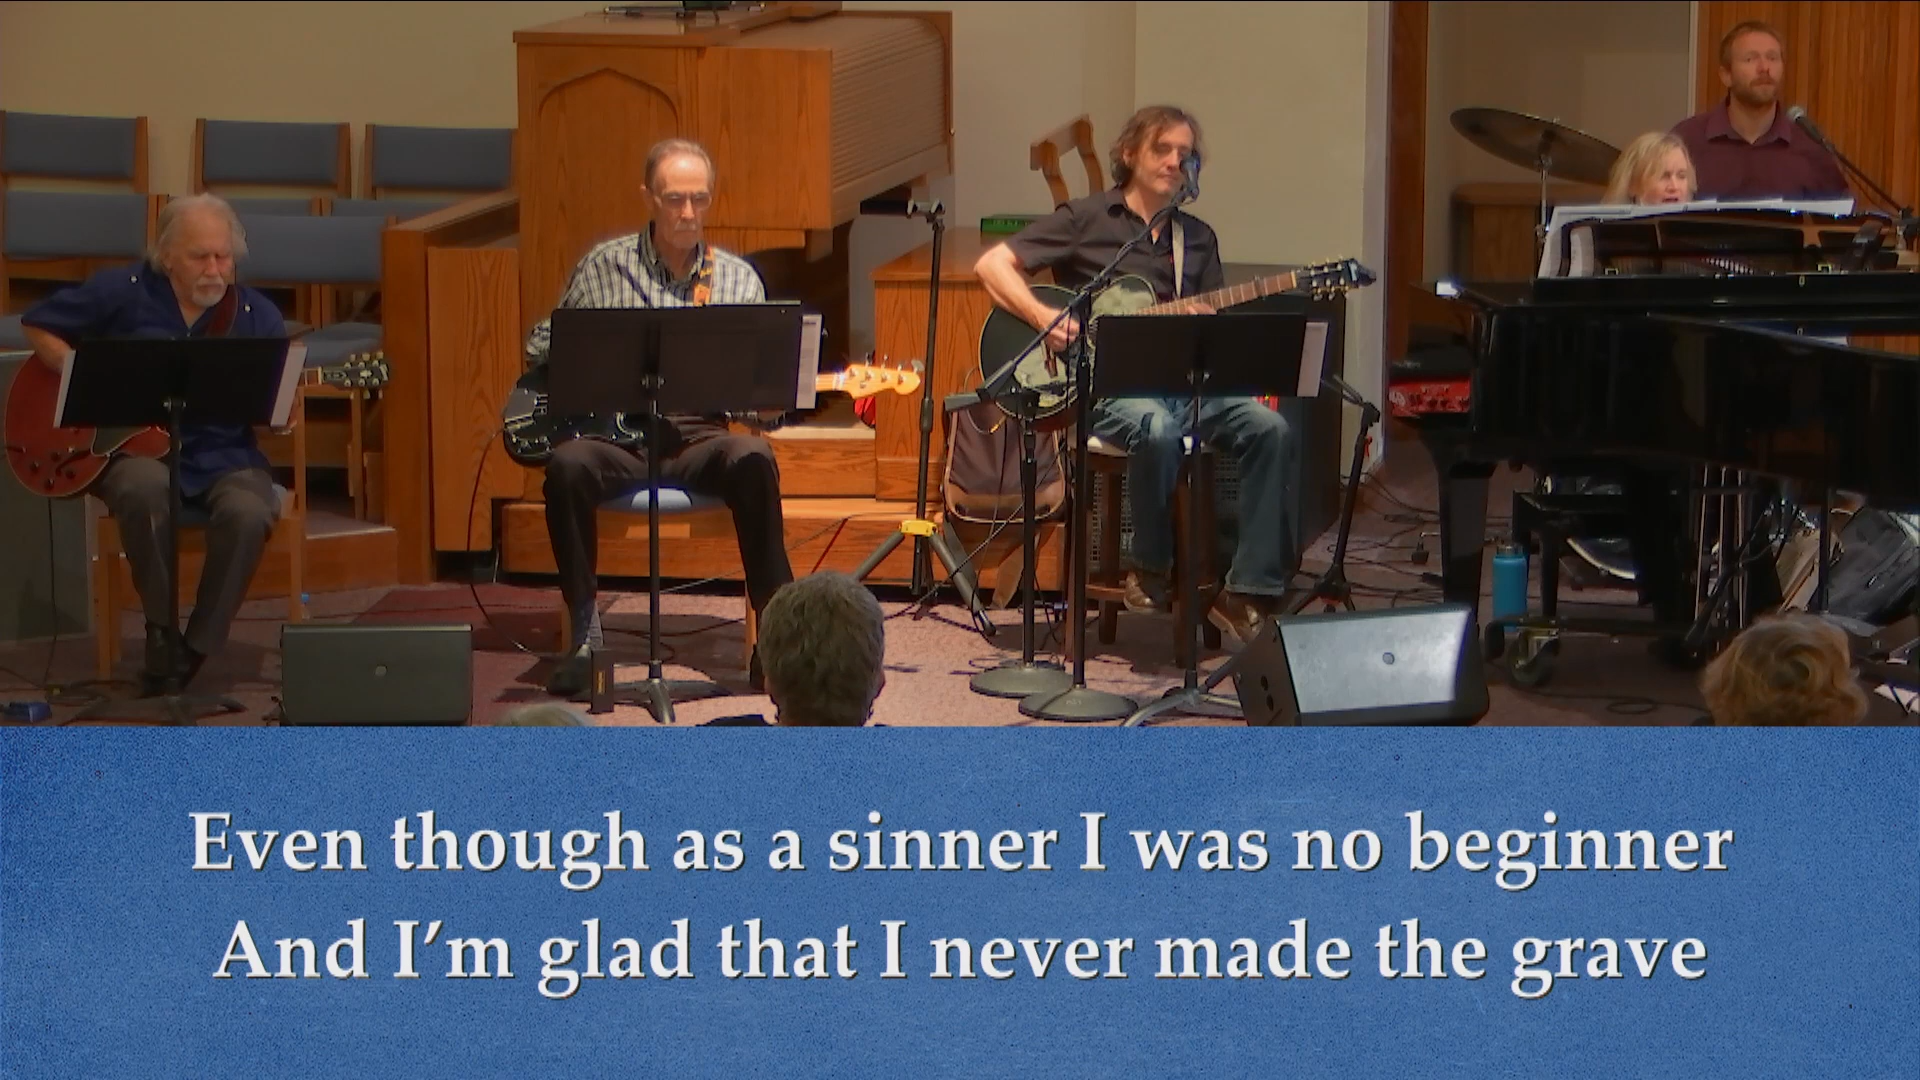 Even though as a sinner I was no beginner
And I’m glad that I never made the grave